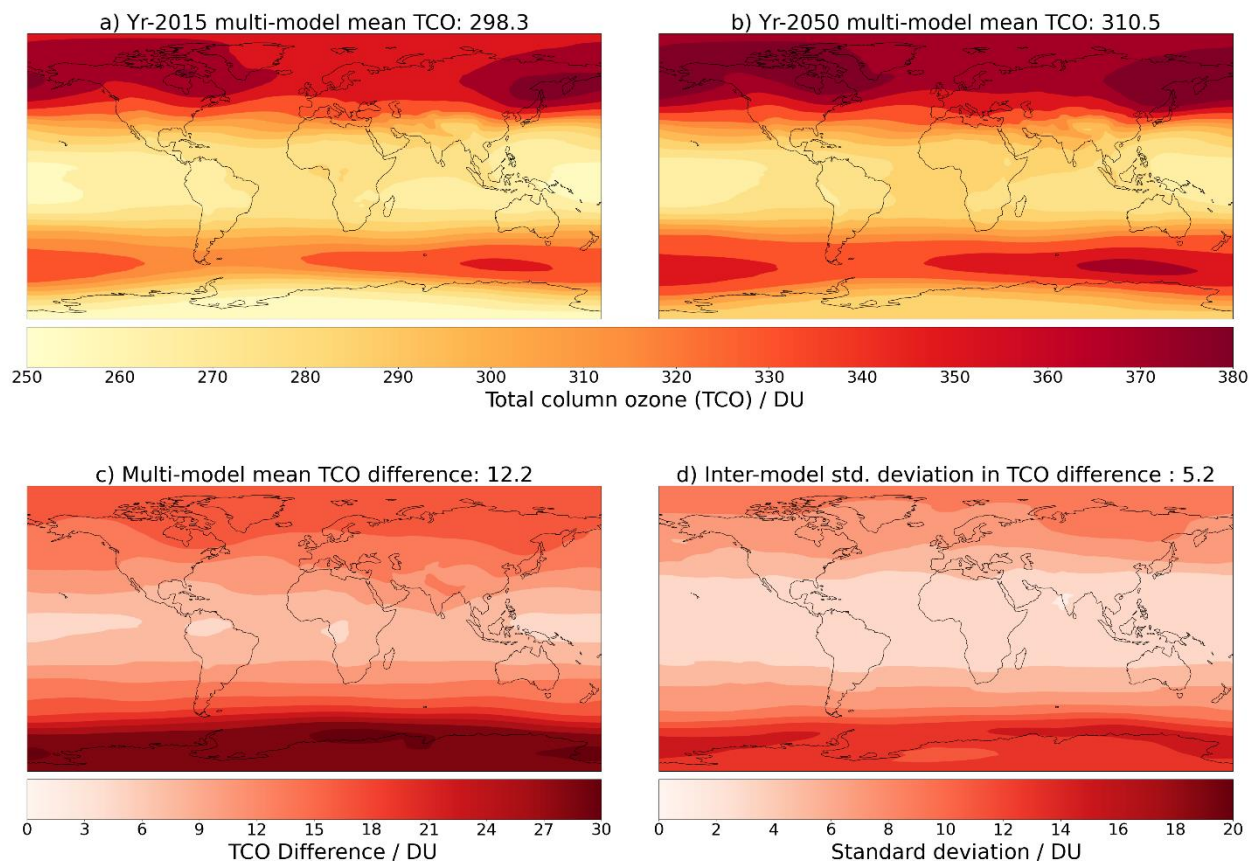 a) Yr-2015 multi-model mean TCO: 298.3
b) Yr-2050 multi-model mean TCO: 310.5
250 260 270 280 290 300 310 320 330 340 350 360 370 380
Total column ozone (TCO) / DU
c) Multi-model mean TCO difference: 12.2
d) Inter-model std. deviation in TCO difference : 5.2
0 3 6 9 12 15 18 21 24 27 30
TCO Difference / DU
0 2 4 6 8 10 12 14 16 18 20
Standard deviation / DU